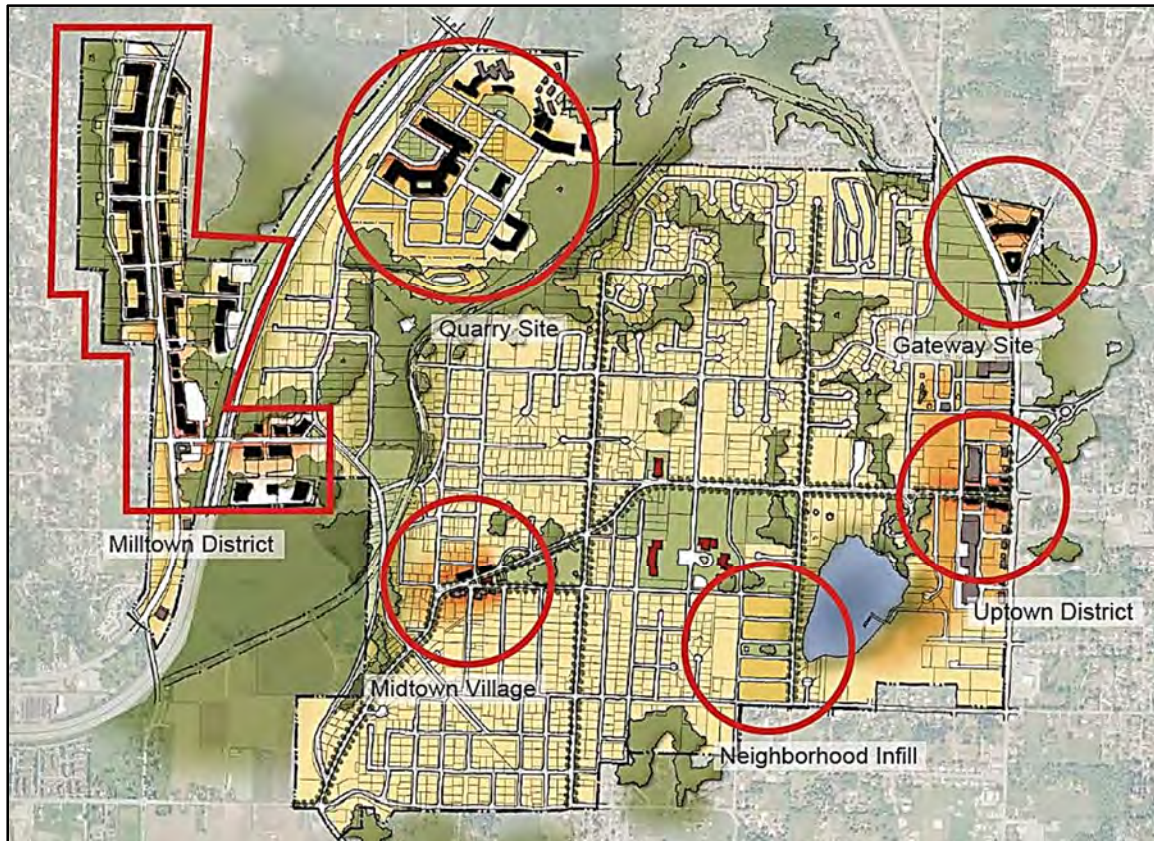 Quarry Site
Gateway Site
Milltown District
Uptown District
Midtown Village
Neighborhood Infill